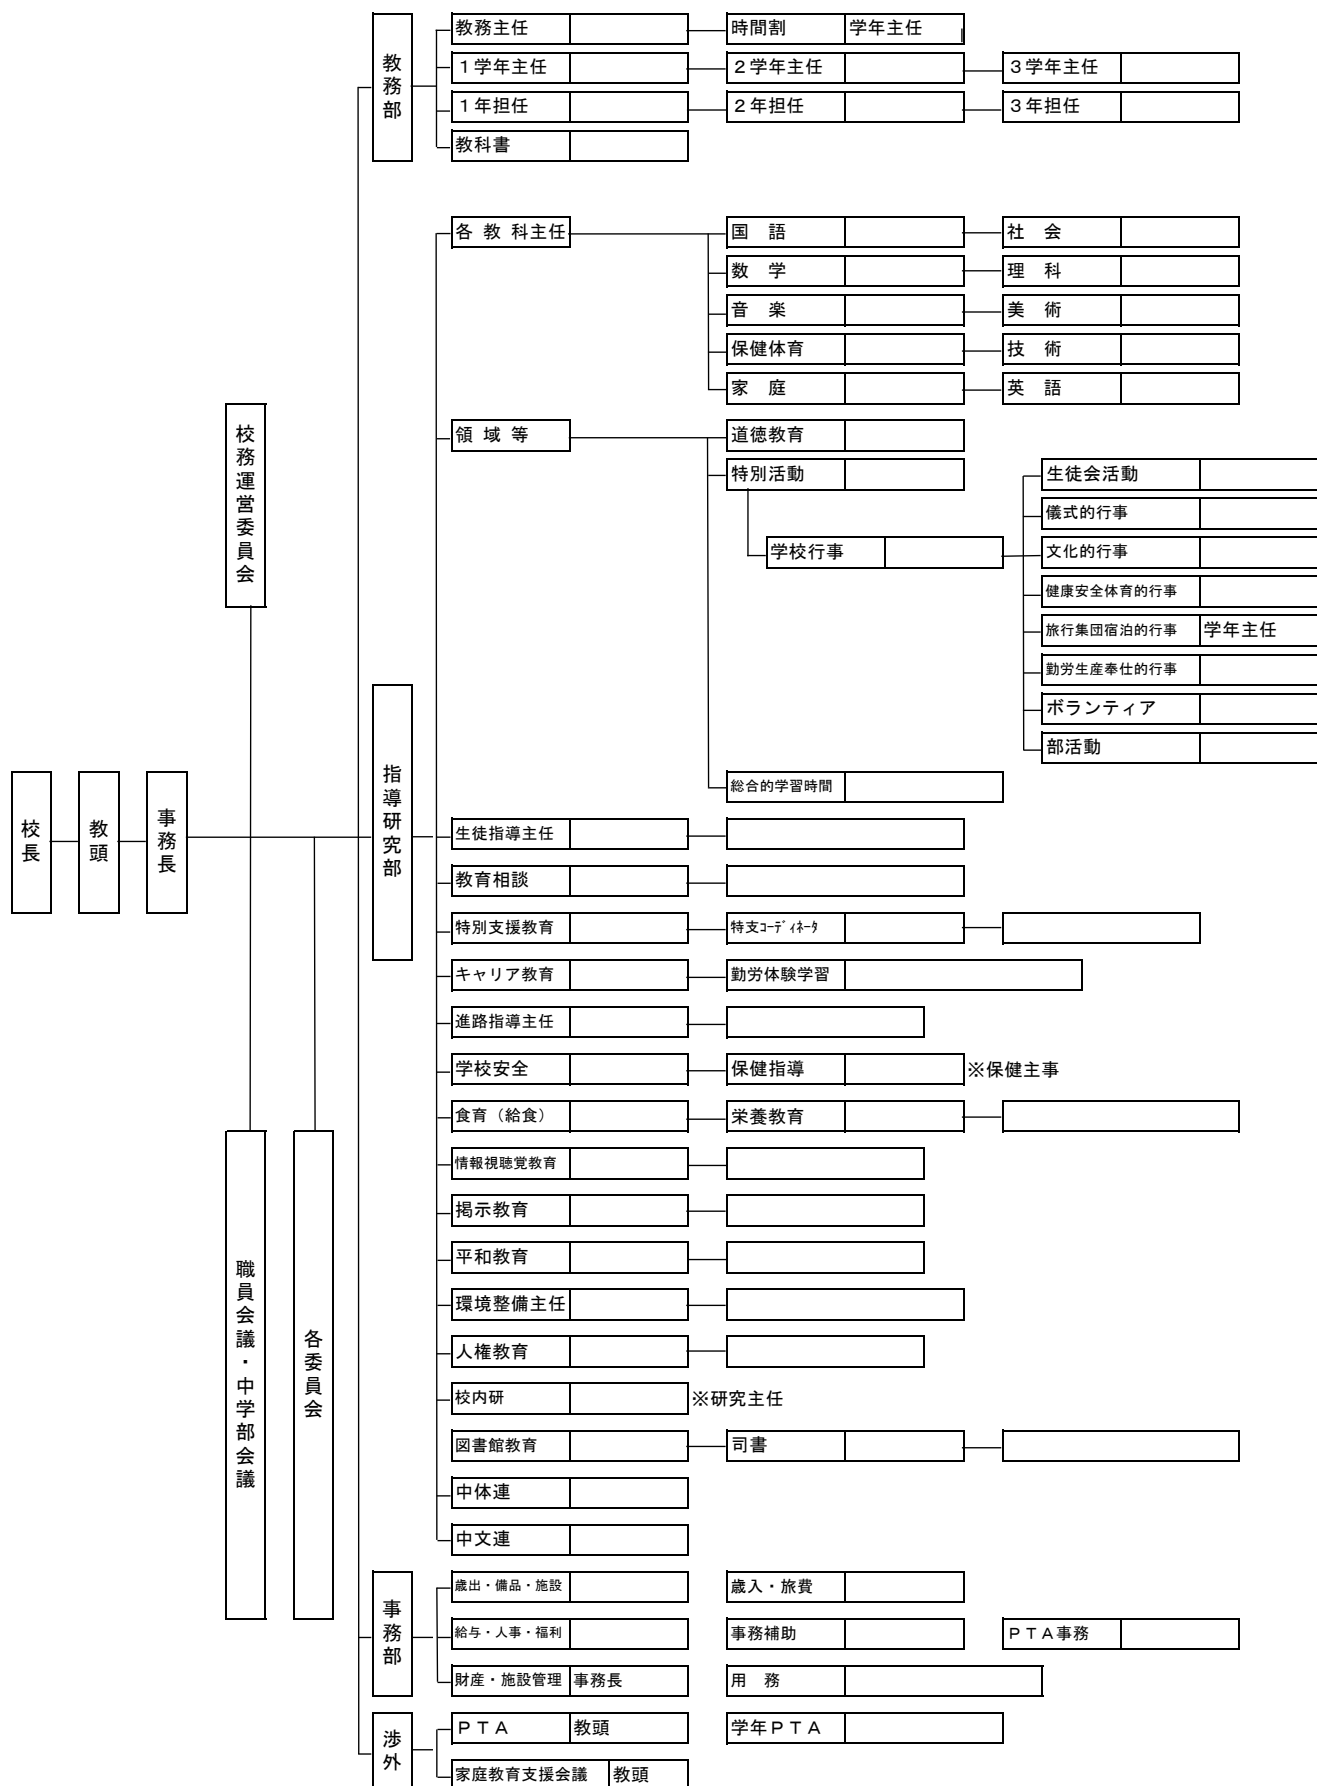 教務部
教務主任
時間割 学年主任
１学年主任 ２学年主任 ３学年主任
１年担任 ２年担任 ３年担任
教科書
各 教 科主任
国　語 社　会
数　学 理　科
音　楽 美　術
保健体育 技　術
家　庭 英　語
領 域 等
道徳教育
特別活動
学校行事
生徒会活動
儀式的行事
文化的行事
健康安全体育的行事
旅行集団宿泊的行事 学年主任
勤労生産奉仕的行事
ボランティア
部活動
総合的学習時間
校務運営委員会
校長
教頭
事務長
指導研究部
生徒指導主任
教育相談
特別支援教育 特支ｺｰﾃﾞｨﾈｰﾀ
キャリア教育 勤労体験学習
進路指導主任
学校安全 保健指導 ※保健主事
食育（給食） 栄養教育
情報視聴覚教育
掲示教育
平和教育
環境整備主任
人権教育
校内研 ※研究主任
図書館教育 司書
中体連
中文連
職員会議・中学部会議
各委員会
事務部
歳出・備品・施設 歳入・旅費
給与・人事・福利 事務補助 ＰＴＡ事務
財産・施設管理 事務長 用　務
渉外
ＰＴＡ 教頭 学年ＰＴＡ
家庭教育支援会議 教頭